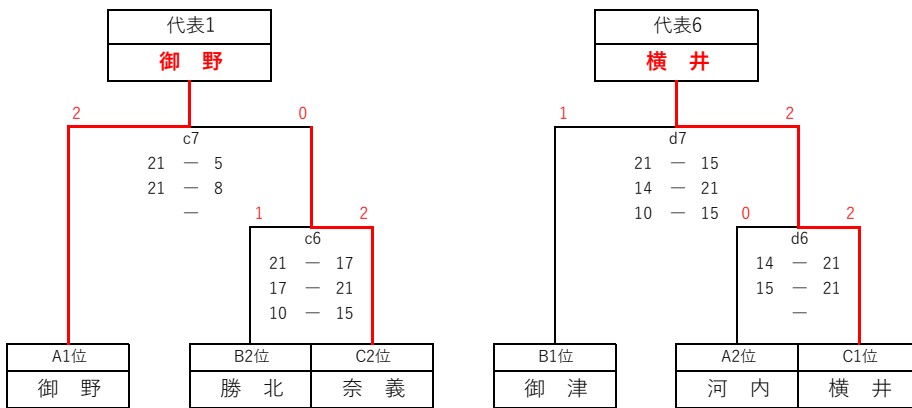 代表1
御 野
2 0
c7
21 — 5
21 — 8
—
1 2
c6
21 — 17
17 — 21
10 — 15
A1位 B2位 C2位
御 野 勝 北 奈 義
代表6
横 井
1 2
d7
21 — 15
14 — 21
10 — 15
0 2
d6
14 — 21
15 — 21
—
B1位 A2位 C1位
御 津 河 内 横 井